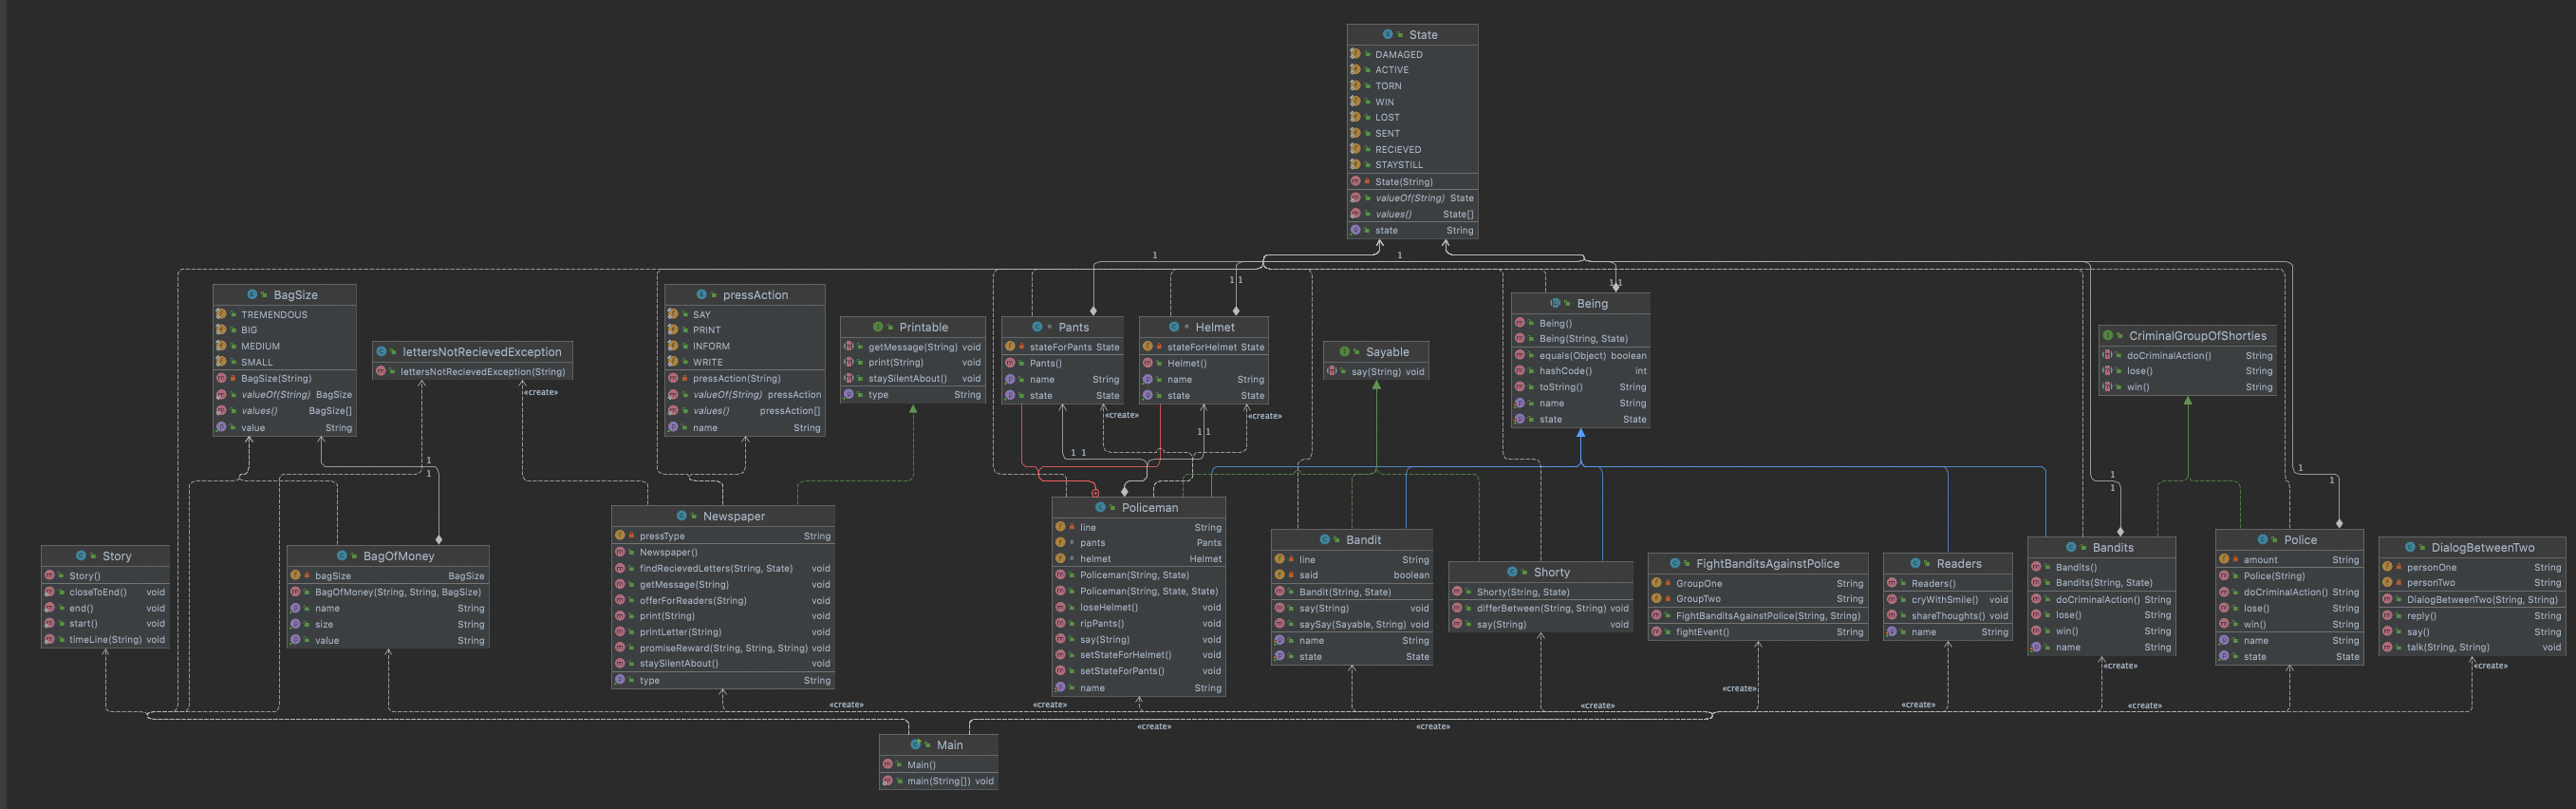 State
DAMAGED
ACTIVE
TORN
WIN
LOST
SENT
RECIEVED
STAYSTILL
State(String)
valueOf(String) State
values() State[]
state String
1
1
1 1
1
BagSize
TREMENDOUS
BIG
MEDIUM
SMALL
BagSize(String)
valueOf(String) BagSize
values() BagSize[]
value String
lettersNotRecievedException
lettersNotRecievedException(String)
«create»
pressAction
SAY
PRINT
INFORM
WRITE
pressAction(String)
valueOf(String) pressAction
values() pressAction[]
name String
Printable
getMessage(String) void
print(String) void
staySilentAbout() void
type String
Pants
stateForPants State
Pants()
name String
state State
«create»
Helmet
stateForHelmet State
Helmet()
name String
state State
«create»
Sayable
say(String) void
Being
Being()
Being(String, State)
equals(Object) boolean
hashCode() int
toString() String
name String
state State
CriminalGroupOfShorties
doCriminalAction() String
lose() String
win() String
1
1
1 1
1 1
1
1
1
1
Story
Story()
closeToEnd() void
end() void
start() void
timeLine(String) void
BagOfMoney
bagSize BagSize
BagOfMoney(String, String, BagSize)
name String
size String
value String
Newspaper
pressType String
Newspaper()
findRecievedLetters(String, State) void
getMessage(String) void
offerForReaders(String) void
print(String) void
printLetter(String) void
promiseReward(String, String, String) void
staySilentAbout() void
type String
Policeman
line String
pants Pants
helmet Helmet
Policeman(String, State)
Policeman(String, State, State)
loseHelmet() void
ripPants() void
say(String) void
setStateForHelmet() void
setStateForPants() void
name String
Bandit
line String
said boolean
Bandit(String, State)
say(String) void
saySay(Sayable, String) void
name String
state State
Shorty
Shorty(String, State)
differBetween(String, String) void
say(String) void
FightBanditsAgainstPolice
GroupOne String
GroupTwo String
FightBanditsAgainstPolice(String, String)
fightEvent() void
Readers
Readers()
cryWithSmile() void
shareThoughts() void
name String
Bandits
Bandits()
Bandits(String, State)
doCriminalAction() String
lose() String
win() String
name String
Police
amount String
Police(String)
doCriminalAction() String
lose() String
win() String
name String
state State
DialogBetweenTwo
personOne String
personTwo String
DialogBetweenTwo(String, String)
reply() String
say() String
talk(String, String) void
«create»
«create»
«create»
«create»
«create»
«create»
«create»
«create»
«create»
Main
Main()
main(String[]) void